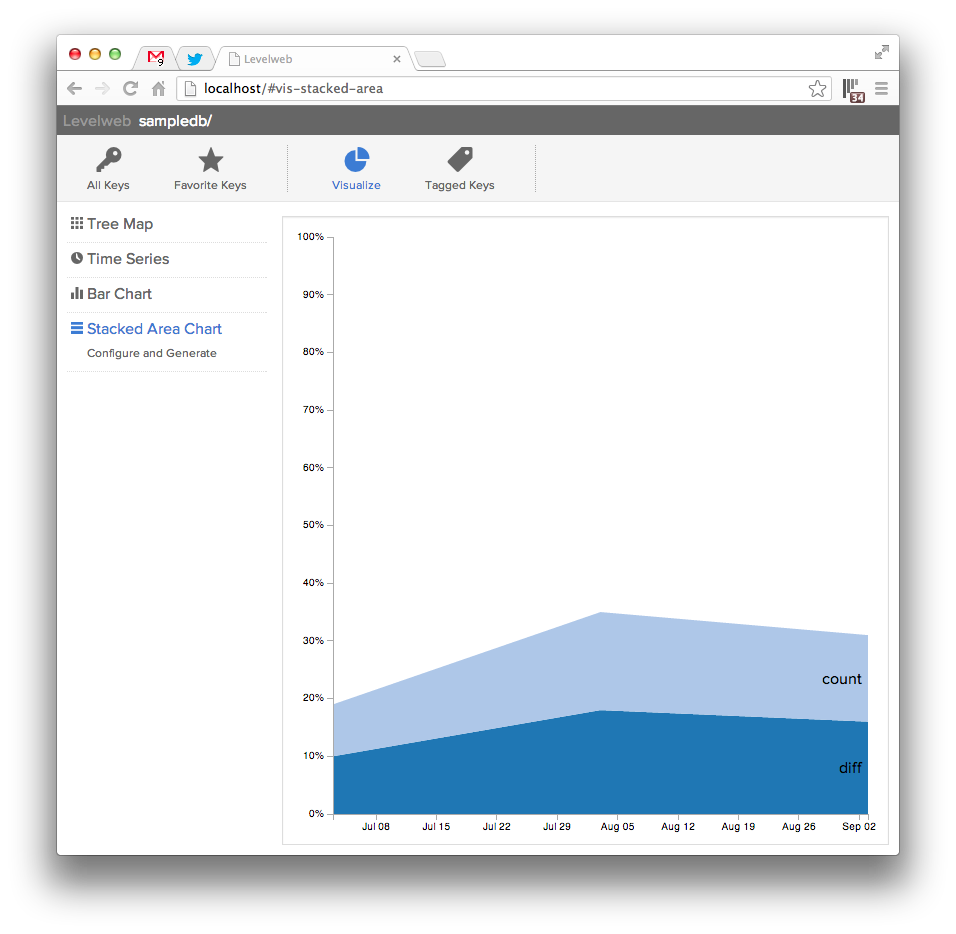 9
Levelweb
localhost/#vis-stacked-area
34
Levelweb sampledb/
All Keys
Favorite Keys
Visualize
Tagged Keys
Tree Map
Time Series
Bar Chart
Stacked Area Chart
Configure and Generate
100%
90%
80%
70%
60%
50%
40%
30%
20%
10%
0%
count
diff
Jul 08
Jul 15
Jul 22
Jul 29
Aug 05
Aug 12
Aug 19
Aug 26
Sep 02